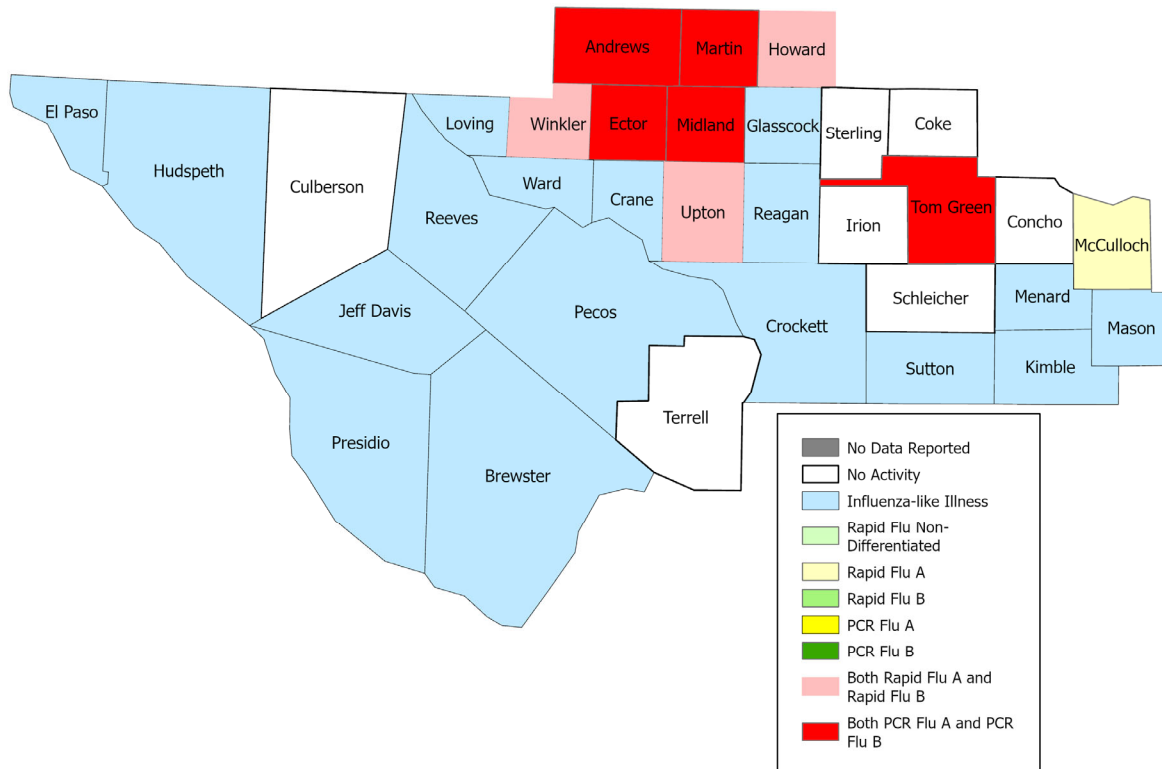 Andrews
Martin
Howard
El Paso
Hudspeth
Culberson
Loving
Winkler
Ector
Midland
Glasscock
Sterling
Coke
Reeves
Ward
Crane
Upton
Reagan
Irion
Tom Green
Concho
McCulloch
Jeff Davis
Pecos
Crockett
Schleicher
Menard
Mason
Sutton
Kimble
Terrell
Presidio
Brewster
No Data Reported
No Activity
Influenza-like Illness
Rapid Flu Non-
Differentiated
Rapid Flu A
Rapid Flu B
PCR Flu A
PCR Flu B
Both Rapid Flu A and
Rapid Flu B
Both PCR Flu A and PCR
Flu B